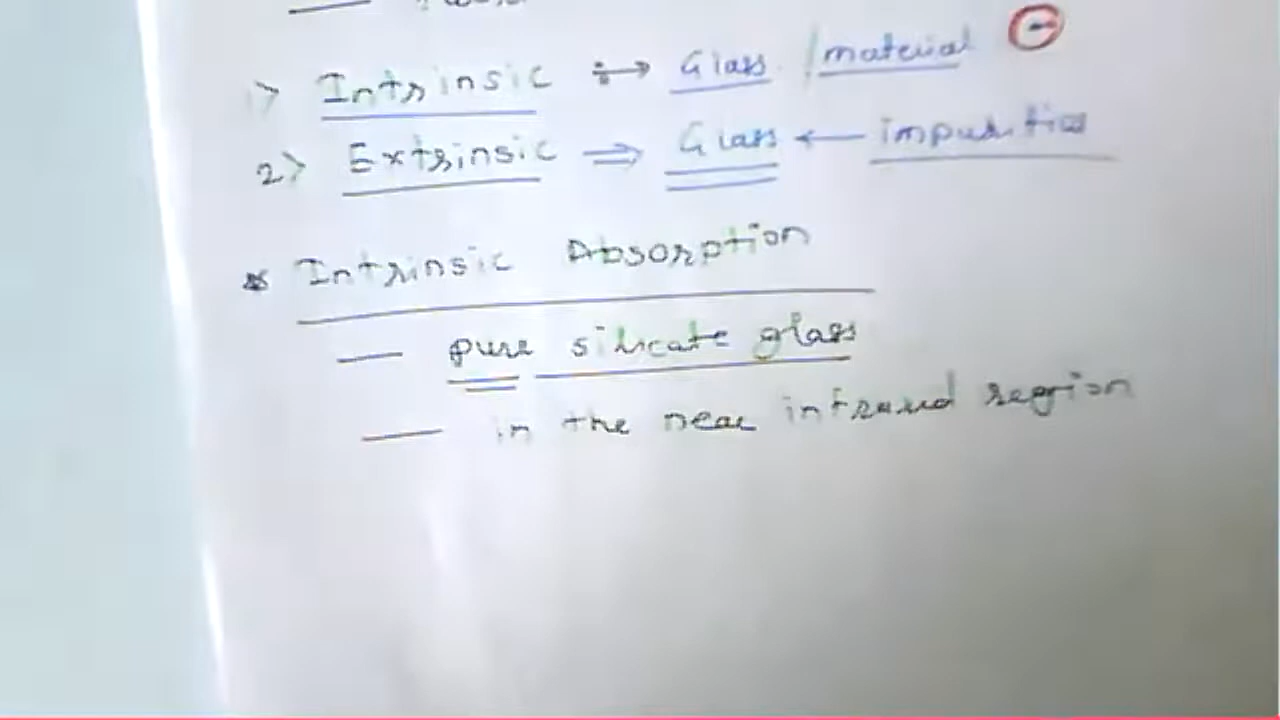 1) Intrinsic → Glass / material
2) Extrinsic ⇒ Glass ← impurities
* Intrinsic Absorption
— pure silicate glass
— in the near infrared region